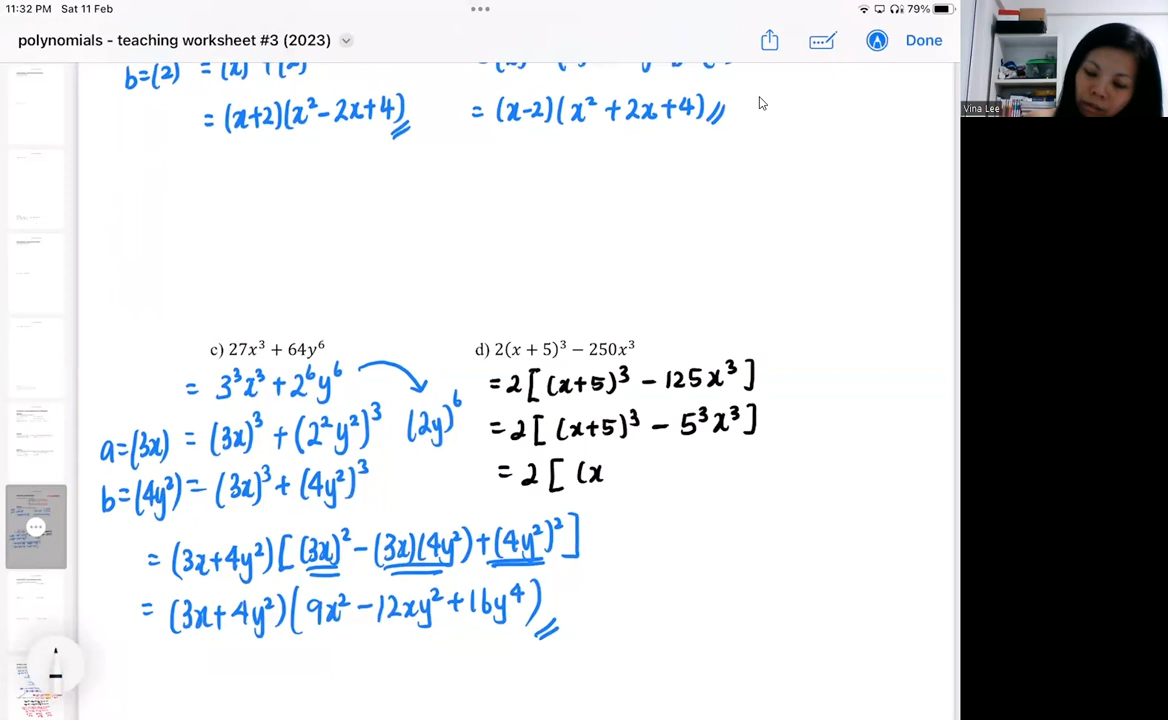 11:32 PM Sat 11 Feb
79%
polynomials - teaching worksheet #3 (2023)
Done
Vina Lee
b=(2)
= (x+2)(x² - 2x+4)
= (x-2)(x² + 2x+4)
c) 27x³ + 64y⁶
= 3³x³ + 2⁶y⁶
a=(3x) = (3x)³ + (2²y²)³ (2y)⁶
b=(4y²) = (3x)³ + (4y²)³
= (3x+4y²)[(3x)² - (3x)(4y²) + (4y²)²]
= (3x+4y²)(9x² - 12xy² + 16y⁴)
d) 2(x + 5)³ − 250x³
= 2[(x+5)³ - 125x³]
= 2[(x+5)³ - 5³x³]
= 2[(x